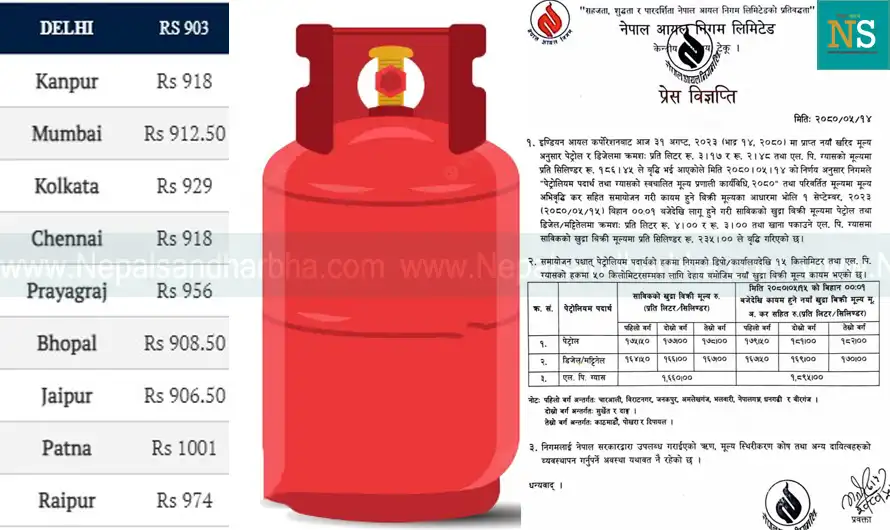 DELHI RS 903
Kanpur Rs 918
Mumbai Rs 912.50
Kolkata Rs 929
Chennai Rs 918
Prayagraj Rs 956
Bhopal Rs 908.50
Jaipur Rs 906.50
Patna Rs 1001
Raipur Rs 974
www.Nepalsandharbha.com
NS
"सहजता, शुद्धता र पारदर्शिता नेपाल आयल निगम लिमिटेडको प्रतिबद्धता"
नेपाल आयल निगम लिमिटेड
प्रेस विज्ञप्ति
मितिः २०८०/०५/१४
१. इण्डियन आयल कर्पोरेशनबाट आज ३१ अगष्ट, २०२३ (भाद्र १४, २०८०) मा प्राप्त नयाँ खरिद मूल्य
अनुसार पेट्रोल र डिजेलमा क्रमशः प्रति लिटर रू. ३।१७ र रू. २।४८ तथा एल. पि. ग्यासको मूल्यमा
प्रति सिलिण्डर रू. १८६।४५ ले बृद्धि भई आएकोले मिति २०८०।०५।१४ को निर्णय अनुसार निगमले
"पेट्रोलियम पदार्थ तथा ग्यासको स्वचालित मूल्य प्रणाली कार्यविधि, २०८०" तथा परिवर्तित मूल्यमा मूल्य
अभिबृद्धि कर सहित समायोजन गरी कायम हुने बिक्री मूल्यका आधारमा भोलि १ सेप्टेम्बर, २०२३
(२०८०/०५/१५) बिहान ००ः०१ बजेदेखि लागू हुने गरी साविकको खुद्रा बिक्री मूल्यमा पेट्रोल तथा
डिजेल/मट्टितेलमा क्रमशः प्रति लिटर रू. ४।०० र रू. ३।०० तथा खाना पकाउने एल. पि. ग्यासमा
साविकको खुद्रा बिक्री मूल्यमा प्रति सिलिण्डर रू. २३५।०० ले बृद्धि गरिएको छ।
२. समायोजन पश्चात् पेट्रोलियम पदार्थको हकमा निगमको डिपो/कार्यालयदेखि १५ किलोमिटर तथा एल. पि.
ग्यासको हकमा ५० किलोमिटरसम्मका लागि देहाय बमोजिम नयाँ खुद्रा बिक्री मूल्य कायम भएको छ।
क्र. सं. पेट्रोलियम पदार्थ साविकको खुद्रा बिक्री मूल्य रु. (प्रति लिटर/सिलिण्डर) मिति २०८०।०५।१५ को बिहान ००ः०१ बजेदेखि कायम हुने नयाँ खुद्रा बिक्री मूल्य मू. अ. कर सहित रु.(प्रति लिटर/सिलिण्डर)
पहिलो वर्ग दोस्रो वर्ग तेस्रो वर्ग पहिलो वर्ग दोस्रो वर्ग तेस्रो वर्ग
१. पेट्रोल १७५।५० १७७।०० १७८।०० १७९।५० १८१।०० १८२।००
२. डिजेल/मट्टितेल १६४।५० १६६।०० १६७।०० १६७।५० १६९।०० १७०।००
३. एल. पि. ग्यास १,६६०।०० १,८९५।००
नोटः पहिलो वर्ग अन्तर्गतः चारआली, विराटनगर, जनकपुर, अमलेखगंज, भलवारी, नेपालगञ्ज, धनगढी र वीरगंज।
दोस्रो वर्ग अन्तर्गतः सुर्खेत र दाङ्ग।
तेस्रो वर्ग अन्तर्गतः काठमाडौं, पोखरा र दिपायल।
३. निगमलाई नेपाल सरकारद्वारा उपलब्ध गराईएको ऋण, मूल्य स्थिरीकरण कोष तथा अन्य दायित्वहरुको
व्यवस्थापन गर्नुपर्ने अवस्था यथावत नै रहेको छ।
धन्यवाद्।
प्रवक्ता